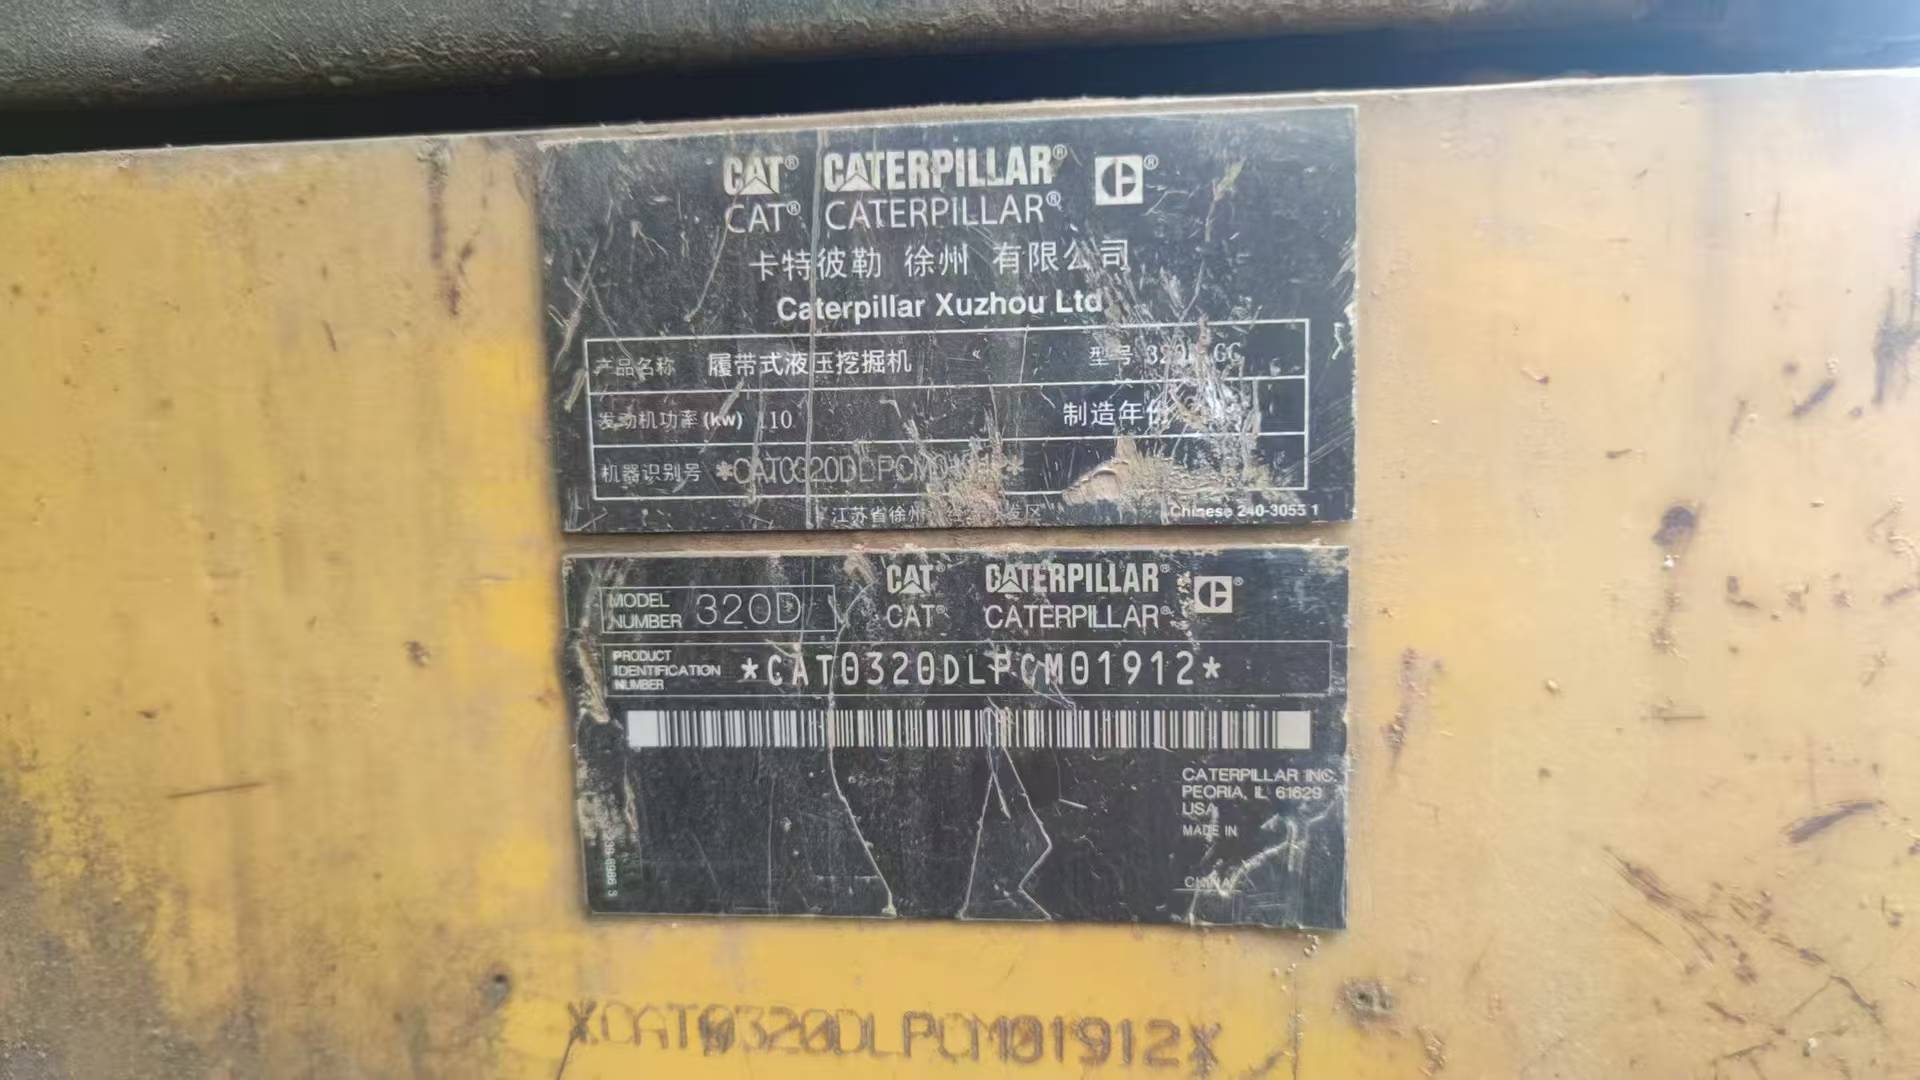 CAT® CATERPILLAR® ®
CAT® CATERPILLAR®
卡特彼勒 徐州 有限公司
Caterpillar Xuzhou Ltd
产品名称 履带式液压挖掘机 型号
发动机功率(kw) 110 制造年份
机器识别号
江苏省徐州
Chinese 240-3055 1
CAT® CATERPILLAR® ®
CAT® CATERPILLAR®
MODEL
NUMBER 320D
PRODUCT
IDENTIFICATION
NUMBER
*CAT0320DLPCM01912*
CATERPILLAR INC.
PEORIA, IL 61629
USA
MADE IN
CHINA
XCAT0320DLPCM01912X